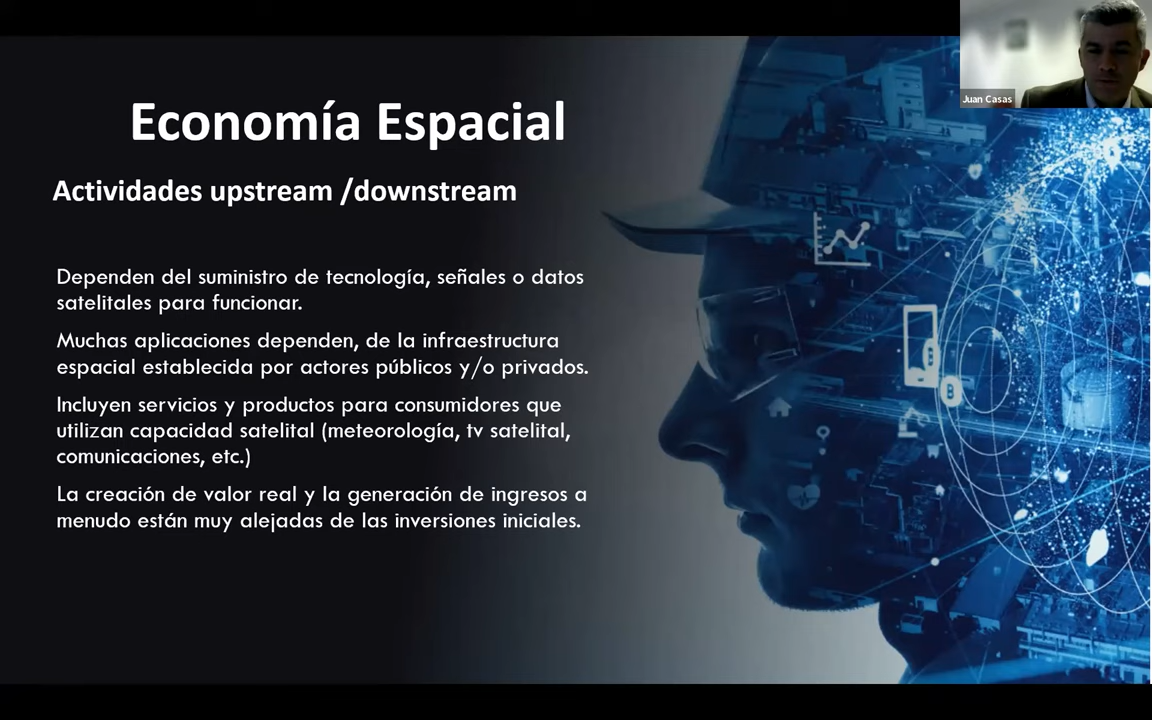 Juan Casas
Economía Espacial
Actividades upstream /downstream
Dependen del suministro de tecnología, señales o datos
satelitales para funcionar.
Muchas aplicaciones dependen, de la infraestructura
espacial establecida por actores públicos y/o privados.
Incluyen servicios y productos para consumidores que
utilizan capacidad satelital (meteorología, tv satelital,
comunicaciones, etc.)
La creación de valor real y la generación de ingresos a
menudo están muy alejadas de las inversiones iniciales.